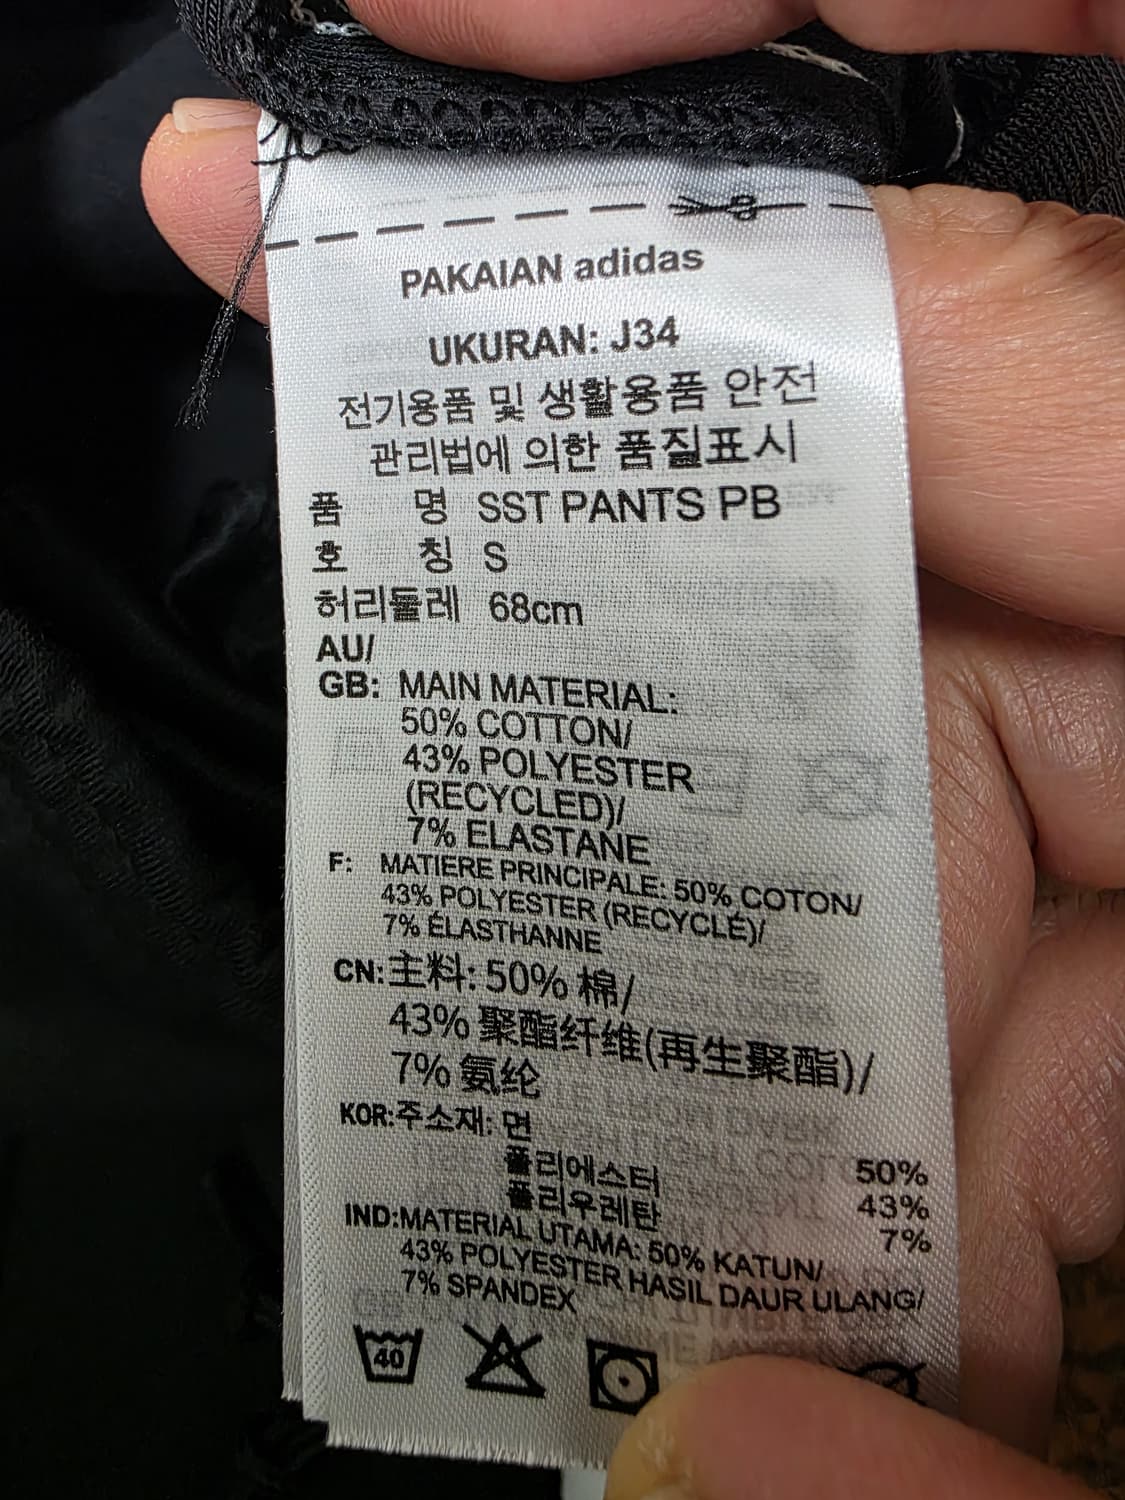 PAKAIAN adidas
UKURAN: J34
전기용품 및 생활용품 안전
관리법에 의한 품질표시
품 명 SST PANTS PB
호 칭 S
허리둘레 68cm
AU/
GB: MAIN MATERIAL:
50% COTTON/
43% POLYESTER
(RECYCLED)/
7% ELASTANE
F: MATIERE PRINCIPALE: 50% COTON/
43% POLYESTER (RECYCLÉ)/
7% ÉLASTHANNE
CN: 主料: 50% 棉/
43% 聚酯纤维(再生聚酯)/
7% 氨纶
KOR: 주소재: 면 50%
폴리에스터 43%
폴리우레탄 7%
IND: MATERIAL UTAMA: 50% KATUN/
43% POLYESTER HASIL DAUR ULANG/
7% SPANDEX
40